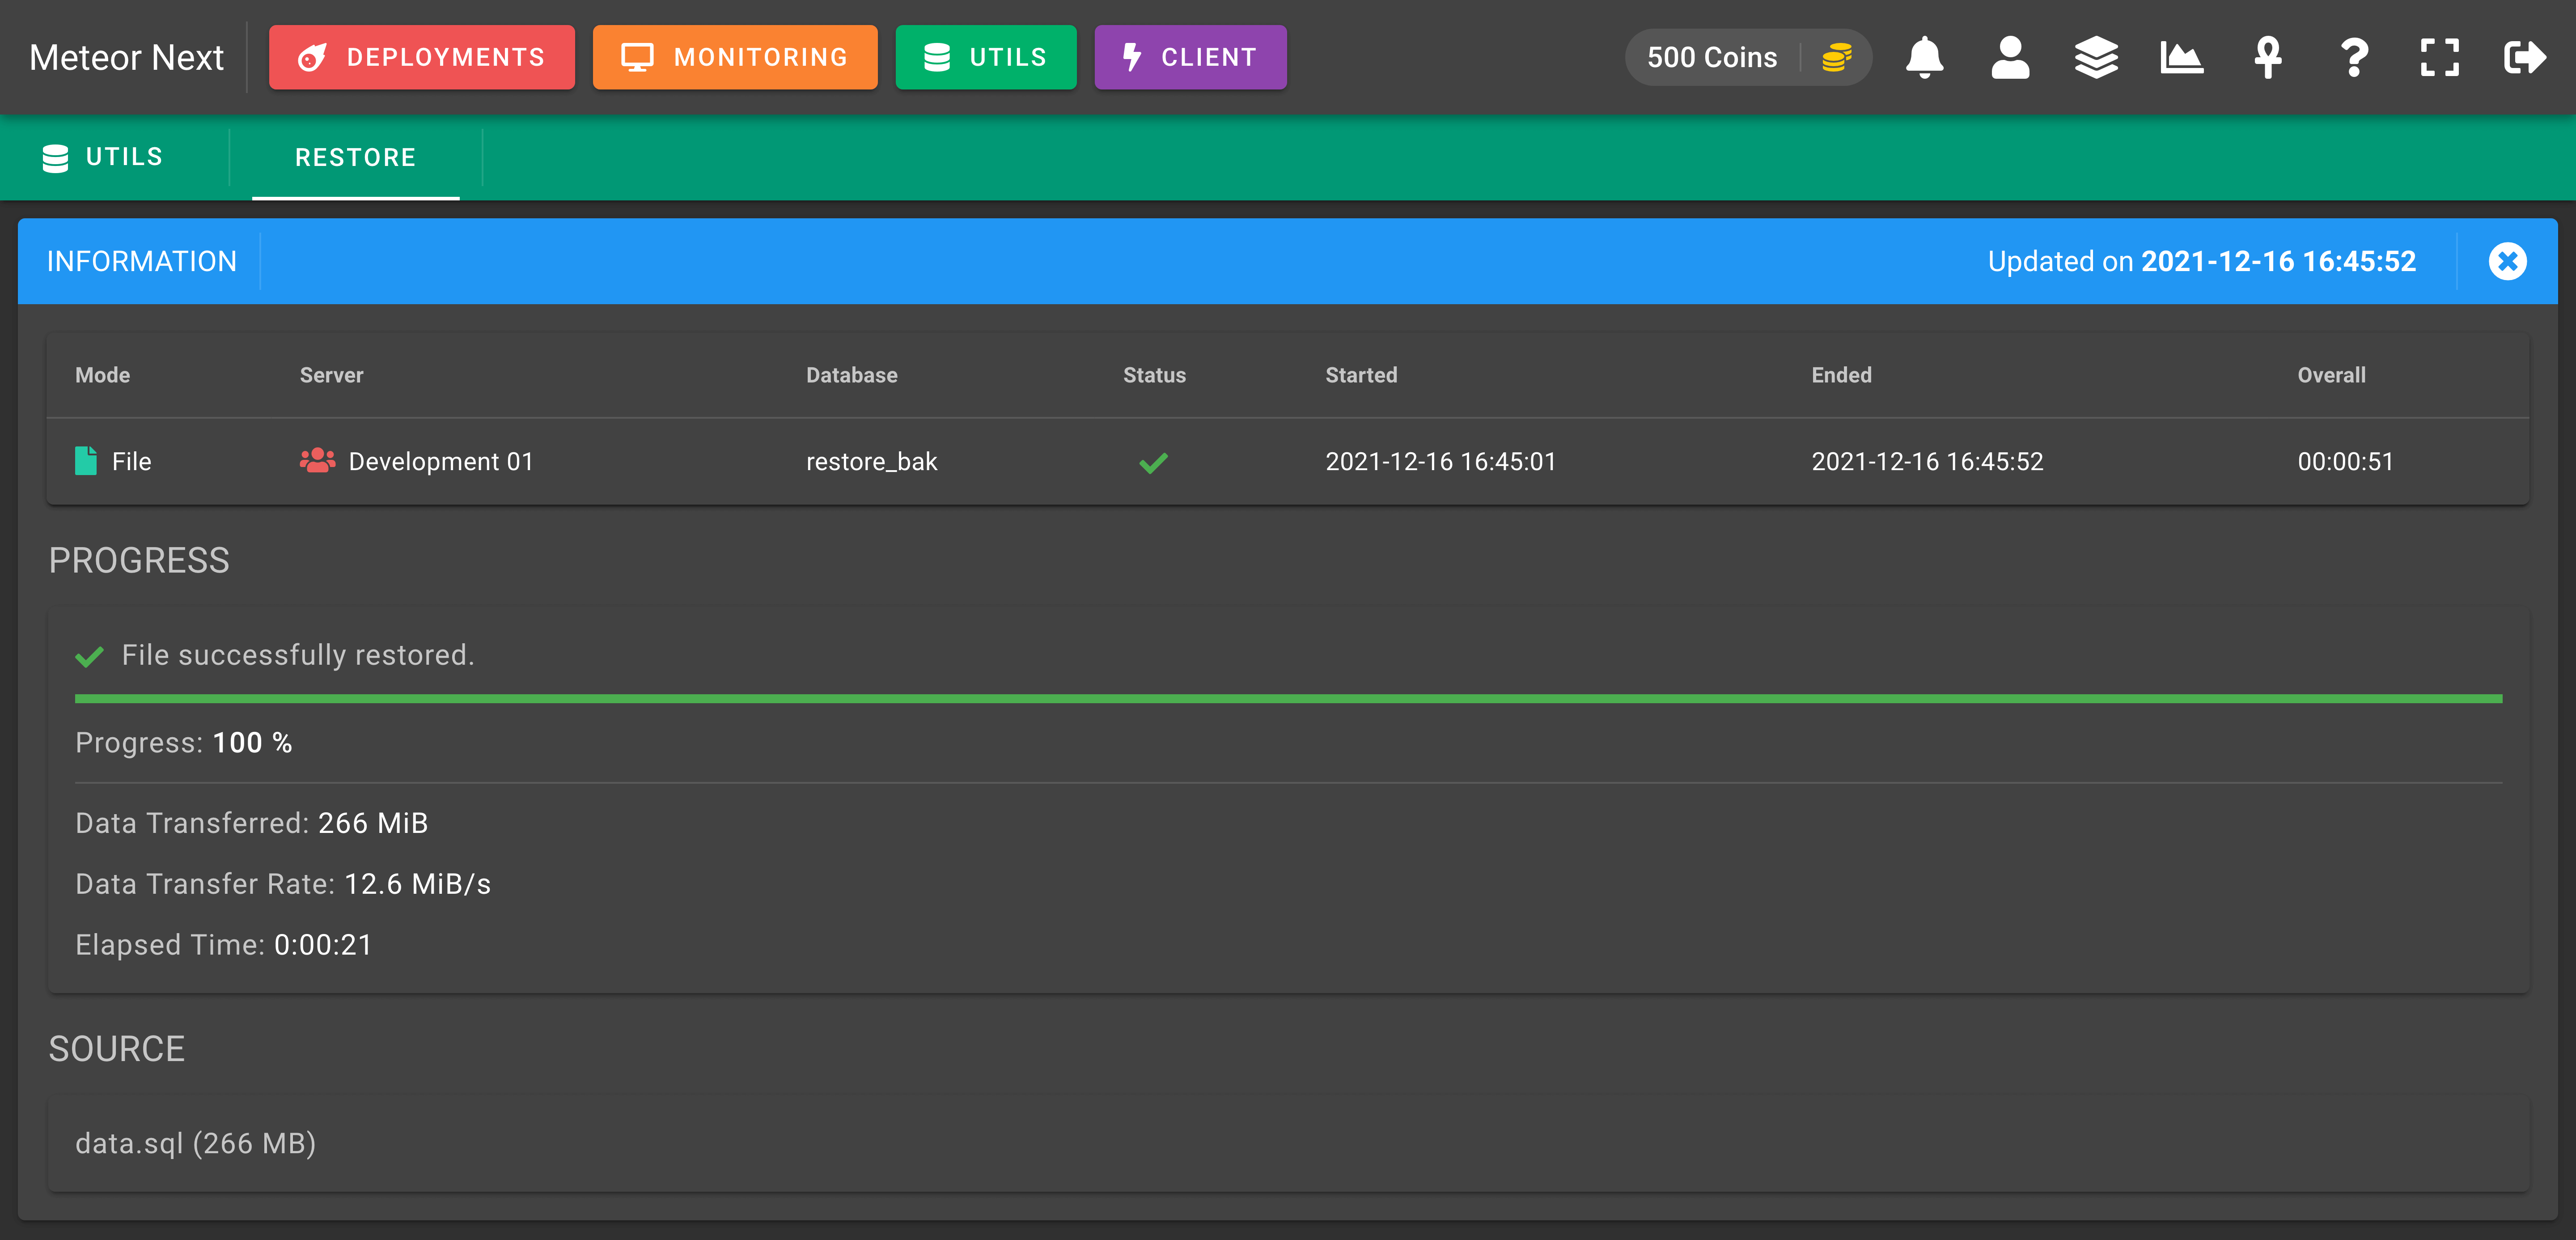 Meteor Next DEPLOYMENTS MONITORING UTILS CLIENT 500 Coins
UTILS RESTORE
INFORMATION Updated on 2021-12-16 16:45:52
Mode Server Database Status Started Ended Overall
File Development 01 restore_bak 2021-12-16 16:45:01 2021-12-16 16:45:52 00:00:51
PROGRESS
File successfully restored.
Progress: 100 %
Data Transferred: 266 MiB
Data Transfer Rate: 12.6 MiB/s
Elapsed Time: 0:00:21
SOURCE
data.sql (266 MB)